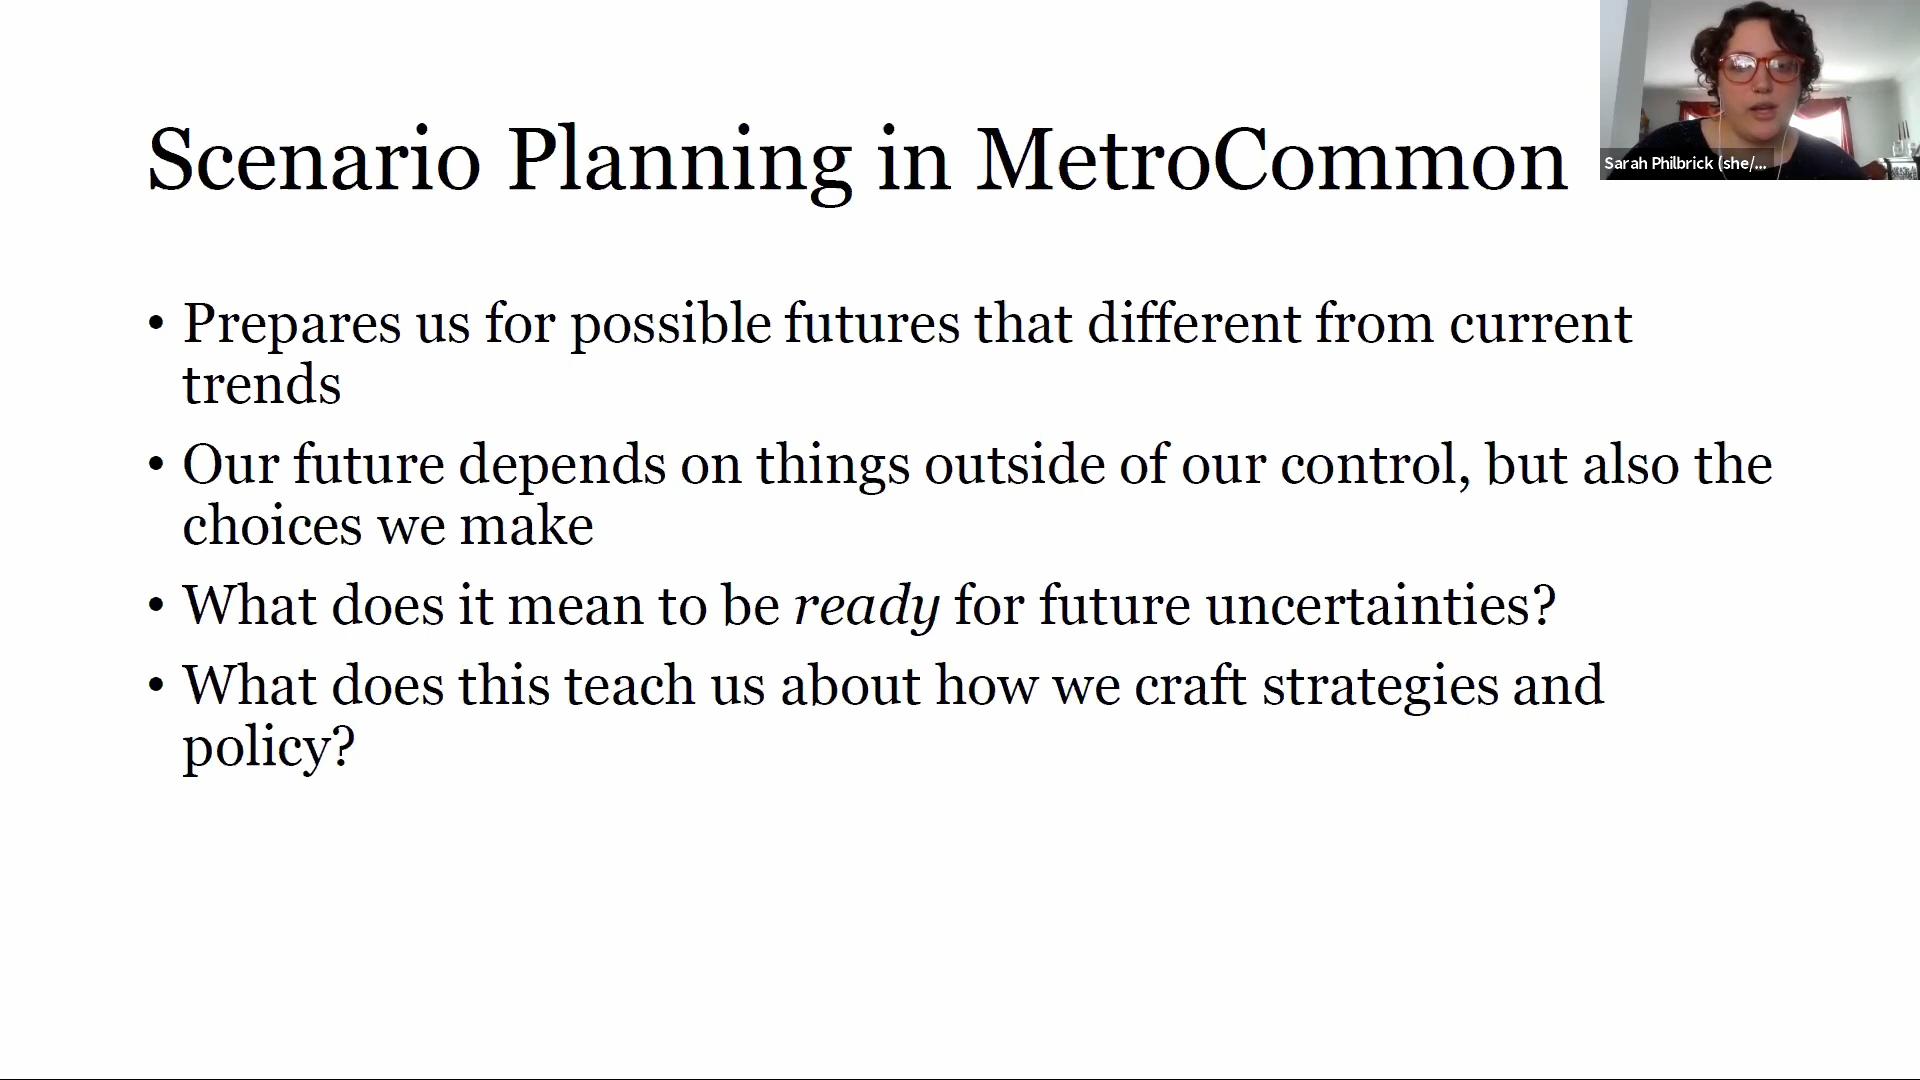 Scenario Planning in MetroCommon
Sarah Philbrick (she/...
• Prepares us for possible futures that different from current
trends
• Our future depends on things outside of our control, but also the
choices we make
• What does it mean to be ready for future uncertainties?
• What does this teach us about how we craft strategies and
policy?